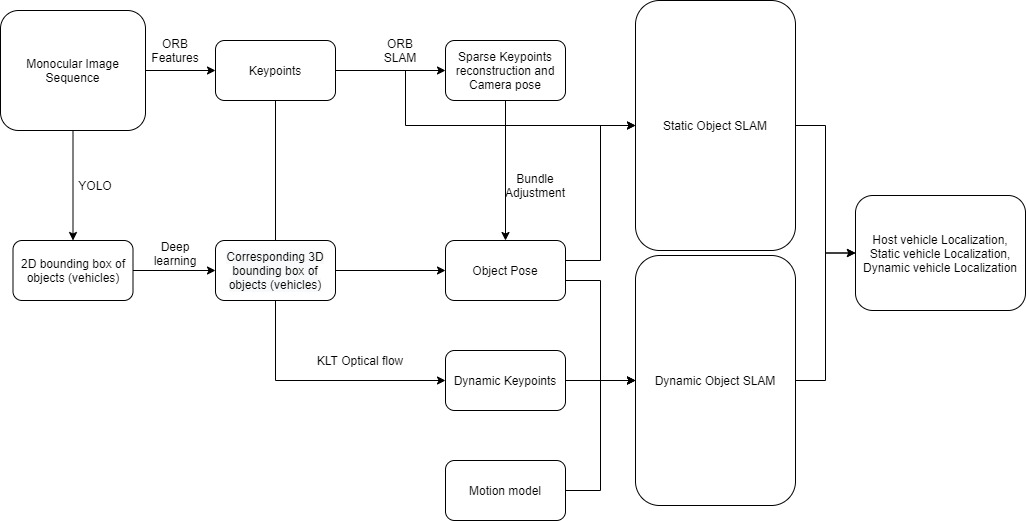 Monocular Image
Sequence
ORB
Features
Keypoints
ORB
SLAM
Sparse Keypoints
reconstruction and
Camera pose
Static Object SLAM
YOLO
Bundle
Adjustment
2D bounding box of
objects (vehicles)
Deep
learning
Corresponding 3D
bounding box of
objects (vehicles)
Object Pose
Host vehicle Localization,
Static vehicle Localization,
Dynamic vehicle Localization
KLT Optical flow
Dynamic Keypoints
Dynamic Object SLAM
Motion model